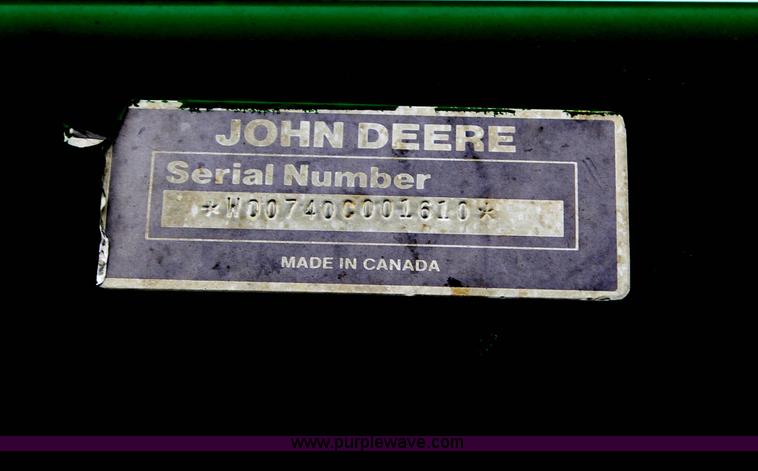 JOHN DEERE
Serial Number
*W00740C001610*
MADE IN CANADA
www.purplewave.com